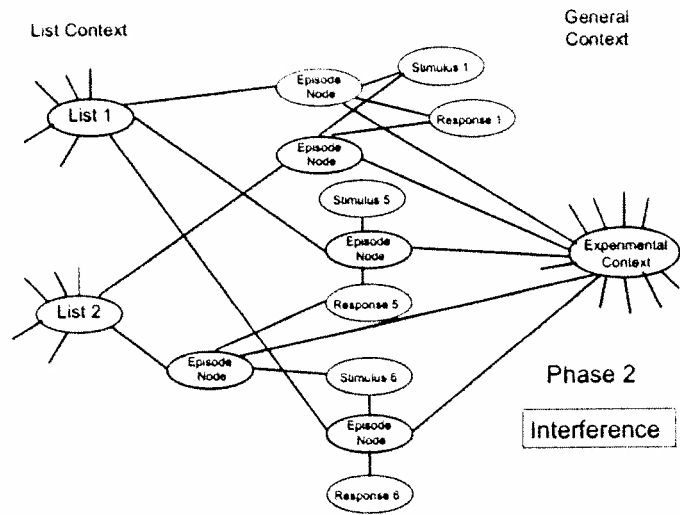 List Context
General
Context
List 1
Episode
Node
Stimulus 1
Response 1
Episode
Node
Stimulus 5
Episode
Node
Experimental
Context
Response 5
List 2
Episode
Node
Stimulus 6
Phase 2
Episode
Node
Interference
Response 6